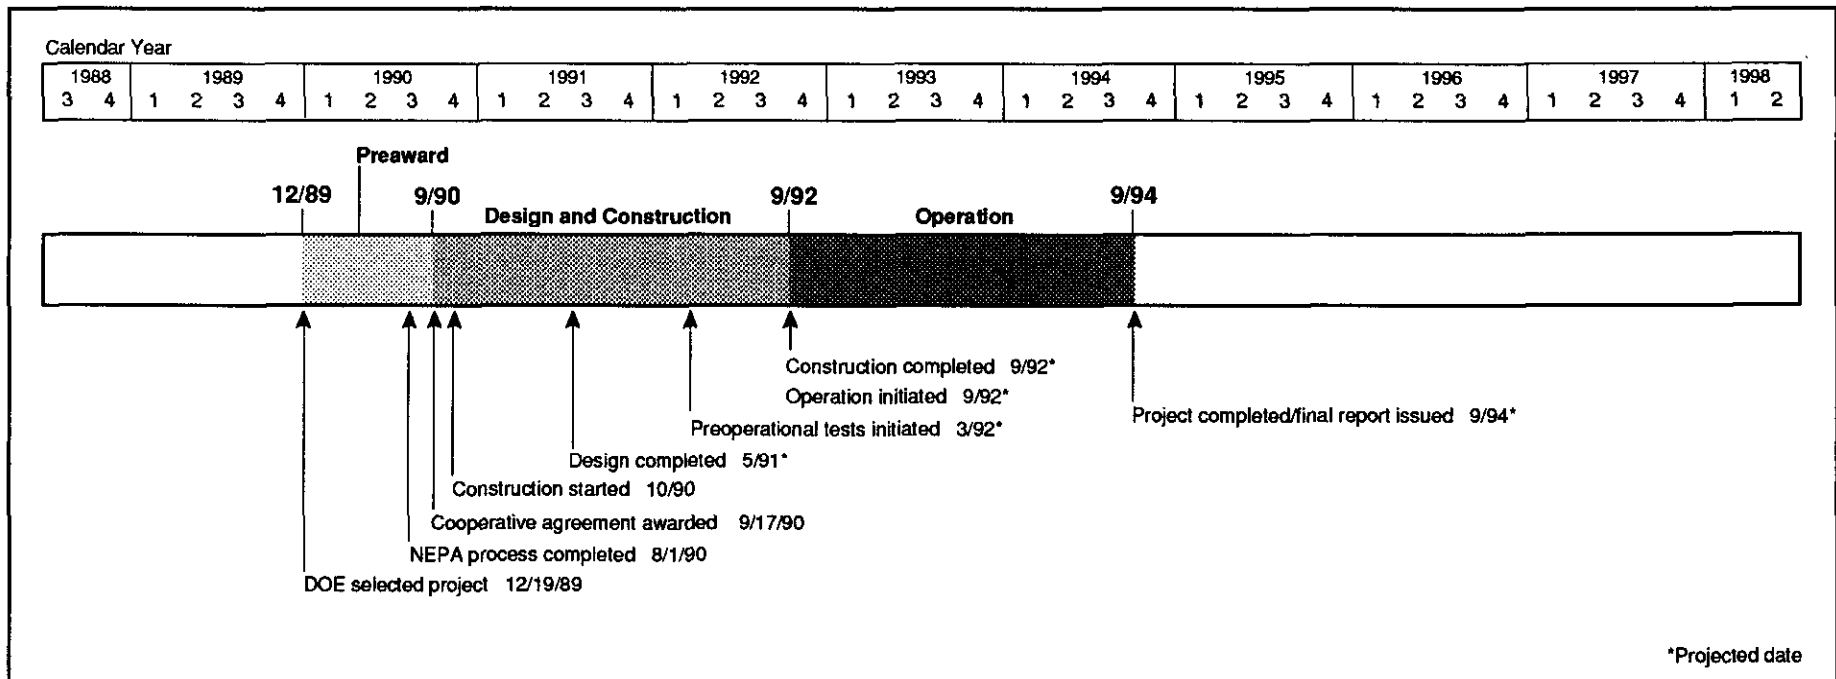 Calendar Year
1988 1989 1990 1991 1992 1993 1994 1995 1996 1997 1998
3 4 1 2 3 4 1 2 3 4 1 2 3 4 1 2 3 4 1 2 3 4 1 2 3 4 1 2 3 4 1 2 3 4 1 2 3 4 1 2
Preaward
12/89 9/90 9/92 9/94
Design and Construction Operation
Construction completed 9/92*
Operation initiated 9/92*
Project completed/final report issued 9/94*
Preoperational tests initiated 3/92*
Design completed 5/91*
Construction started 10/90
Cooperative agreement awarded 9/17/90
NEPA process completed 8/1/90
DOE selected project 12/19/89
*Projected date